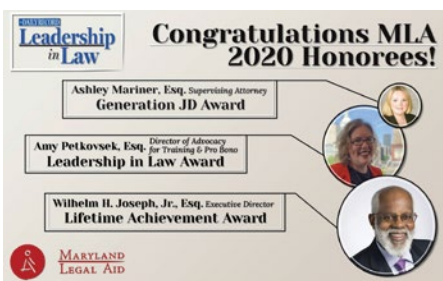 THE DAILY RECORD
Leadership
in Law
Congratulations MLA
2020 Honorees!
Ashley Mariner, Esq. Supervising Attorney
Generation JD Award
Amy Petkovsek, Esq. Director of Advocacy
for Training & Pro Bono
Leadership in Law Award
Wilhelm H. Joseph, Jr., Esq. Executive Director
Lifetime Achievement Award
MARYLAND
LEGAL AID